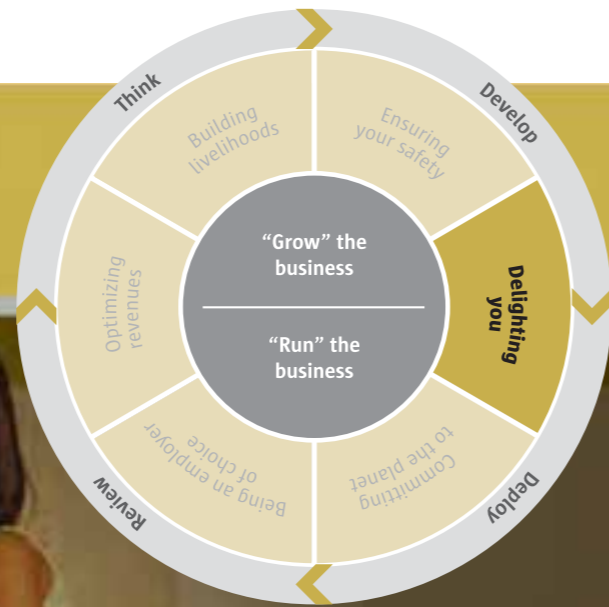 Think
Develop
Deploy
Review
Building
livelihoods
Ensuring
your safety
Delighting
you
Committing
to the planet
Being an employer
of choice
Optimizing
revenues
“Grow” the
business
“Run” the
business